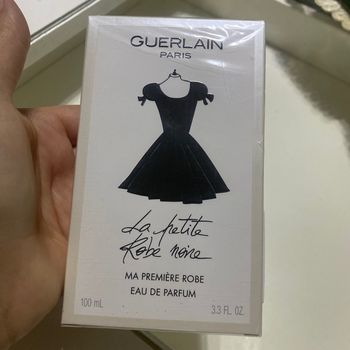 GUERLAIN
PARIS
La petite
Robe noire
MA PREMIÈRE ROBE
EAU DE PARFUM
100 mL 3.3 FL. OZ.